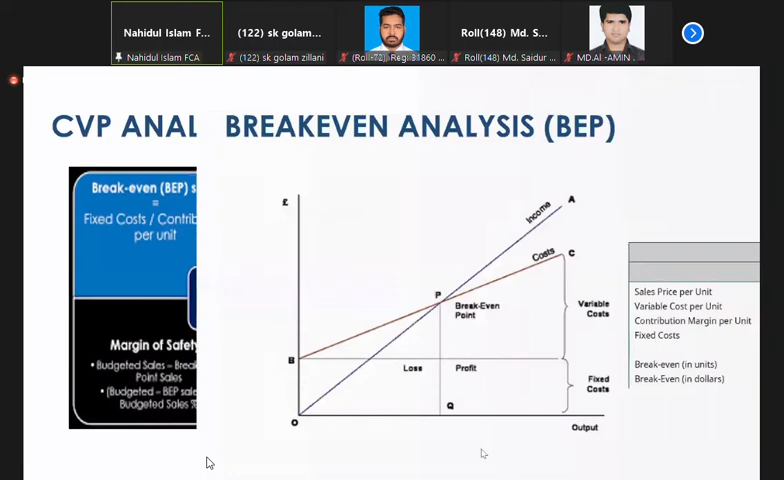 Nahidul Islam F...
(122) sk golam...
Roll(148) Md. S...
Nahidul Islam FCA
(122) sk golam zillani
(Roll-72), Regi:31860 ...
Roll(148) Md. Saidur ...
MD.Al -AMIN .
CVP ANAL
BREAKEVEN ANALYSIS (BEP)
Break-even (BEP) s
=
Fixed Costs / Contrib
per unit
Margin of Safety
• Budgeted Sales – Break
Point Sales
• (Budgeted – BEP sale
Budgeted Sales %
£
Income
A
Costs
C
P
Break-Even
Point
Variable
Costs
B
Loss
Profit
Fixed
Costs
Q
O
Output
Sales Price per Unit
Variable Cost per Unit
Contribution Margin per Unit
Fixed Costs
Break-even (in units)
Break-Even (in dollars)